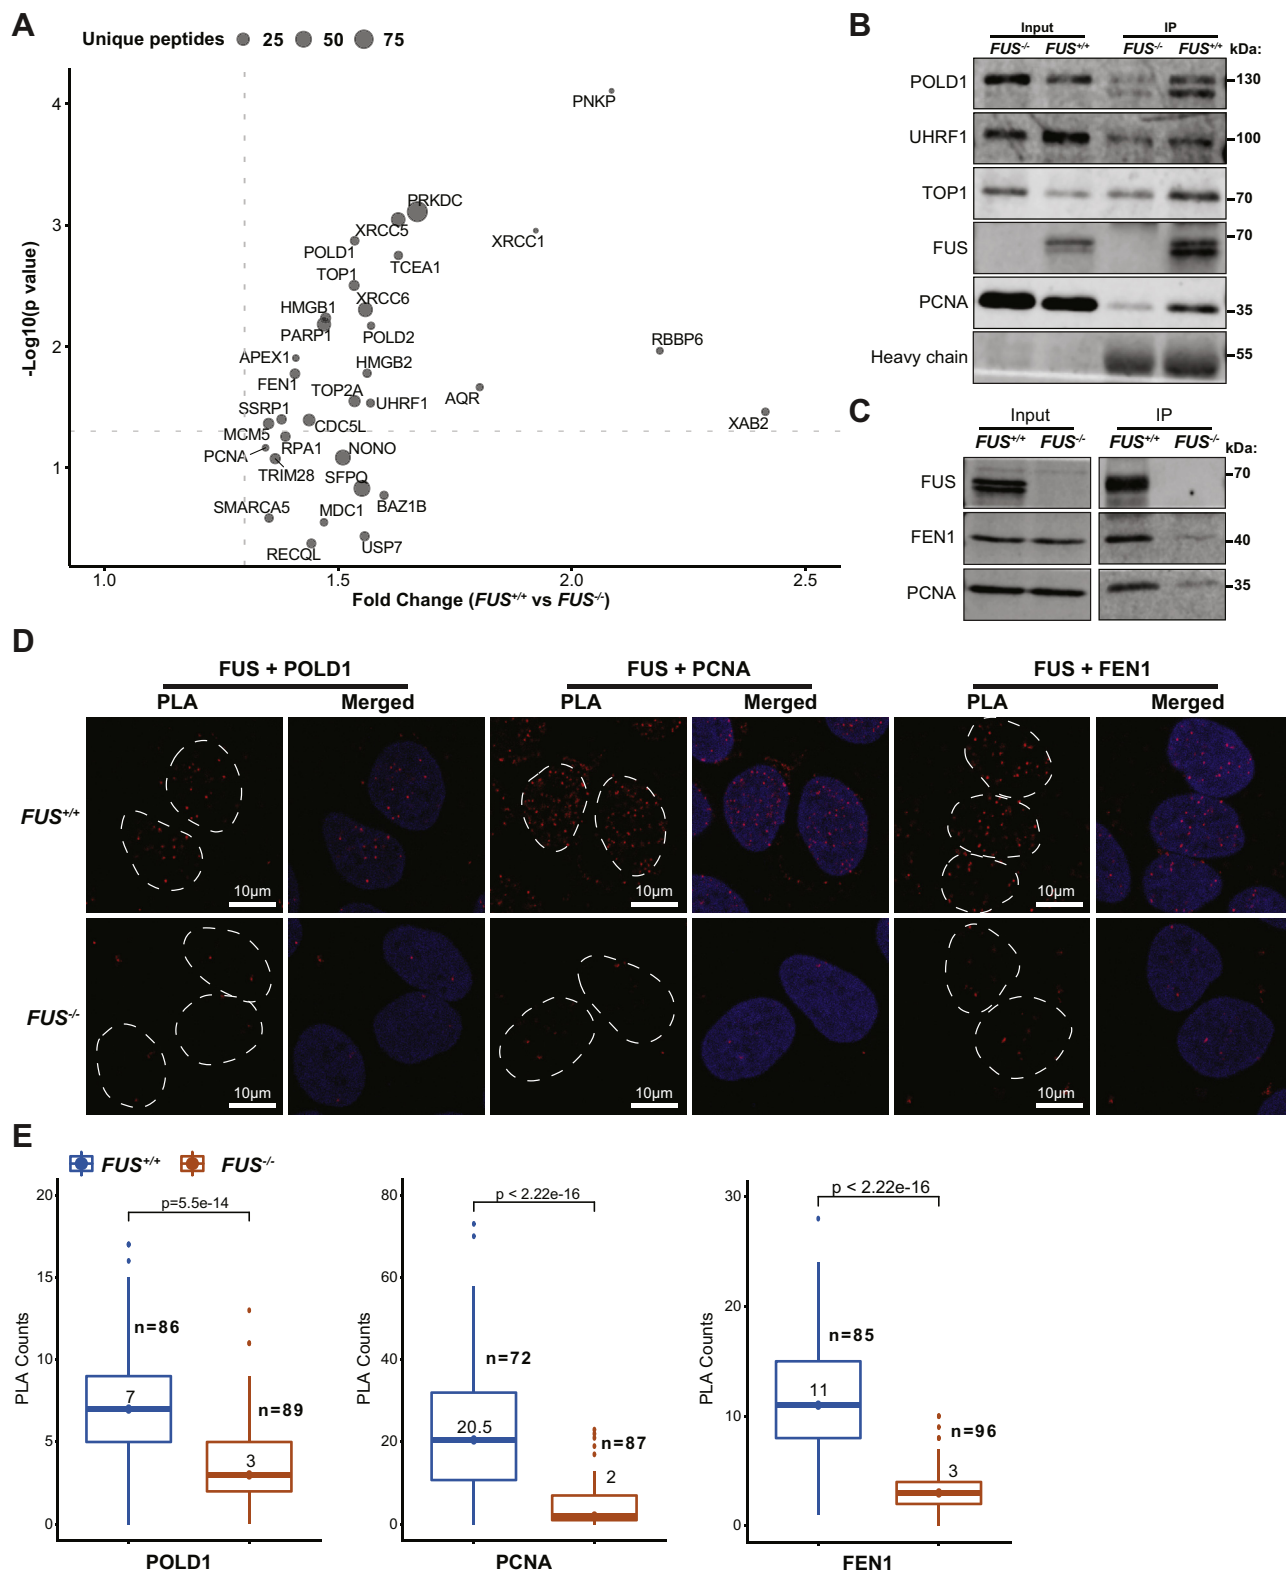 A
Unique peptides 25 50 75
-Log10(p value)
4
3
2
1
PNKP
PRKDC
XRCC5
XRCC1
POLD1
TCEA1
TOP1
XRCC6
HMGB1
PARP1
POLD2
RBBP6
APEX1
HMGB2
FEN1
TOP2A
UHRF1
AQR
SSRP1
XAB2
CDC5L
MCM5
RPA1
NONO
PCNA
TRIM28
SFPQ
BAZ1B
SMARCA5
MDC1
RECQL
USP7
1.0 1.5 2.0 2.5
Fold Change (FUS+/+ vs FUS-/-)
B
Input IP
FUS-/- FUS+/+ FUS-/- FUS+/+ kDa:
POLD1 130
UHRF1 100
TOP1 70
FUS 70
PCNA 35
Heavy chain 55
C
Input IP
FUS+/+ FUS-/- FUS+/+ FUS-/- kDa:
FUS 70
FEN1 40
PCNA 35
D
FUS + POLD1 FUS + PCNA FUS + FEN1
PLA Merged PLA Merged PLA Merged
FUS+/+
10μm 10μm 10μm
FUS-/-
10μm 10μm 10μm
E
FUS+/+ FUS-/-
PLA Counts
20
15
10
5
0
p=5.5e-14
n=86
7
n=89
3
POLD1
PLA Counts
80
60
40
20
0
p < 2.22e-16
n=72
20.5
n=87
2
PCNA
PLA Counts
30
20
10
0
p < 2.22e-16
n=85
11
n=96
3
FEN1